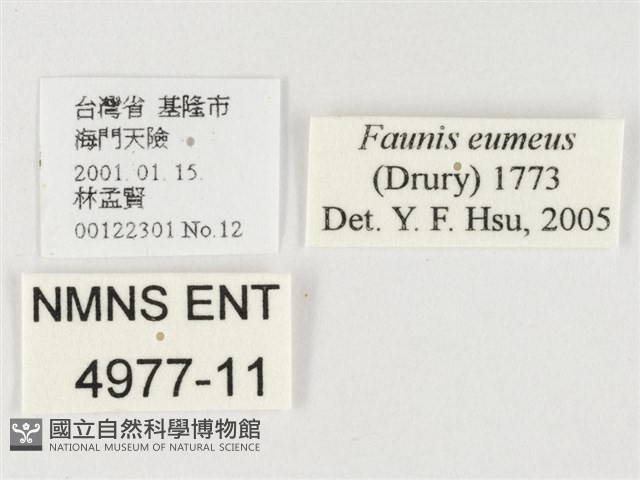 台灣省 基隆市
海門天險
2001. 01. 15.
林孟賢
00122301 No.12
Faunis eumeus
(Drury) 1773
Det. Y. F. Hsu, 2005
NMNS ENT
4977-11
國立自然科學博物館
NATIONAL MUSEUM OF NATURAL SCIENCE